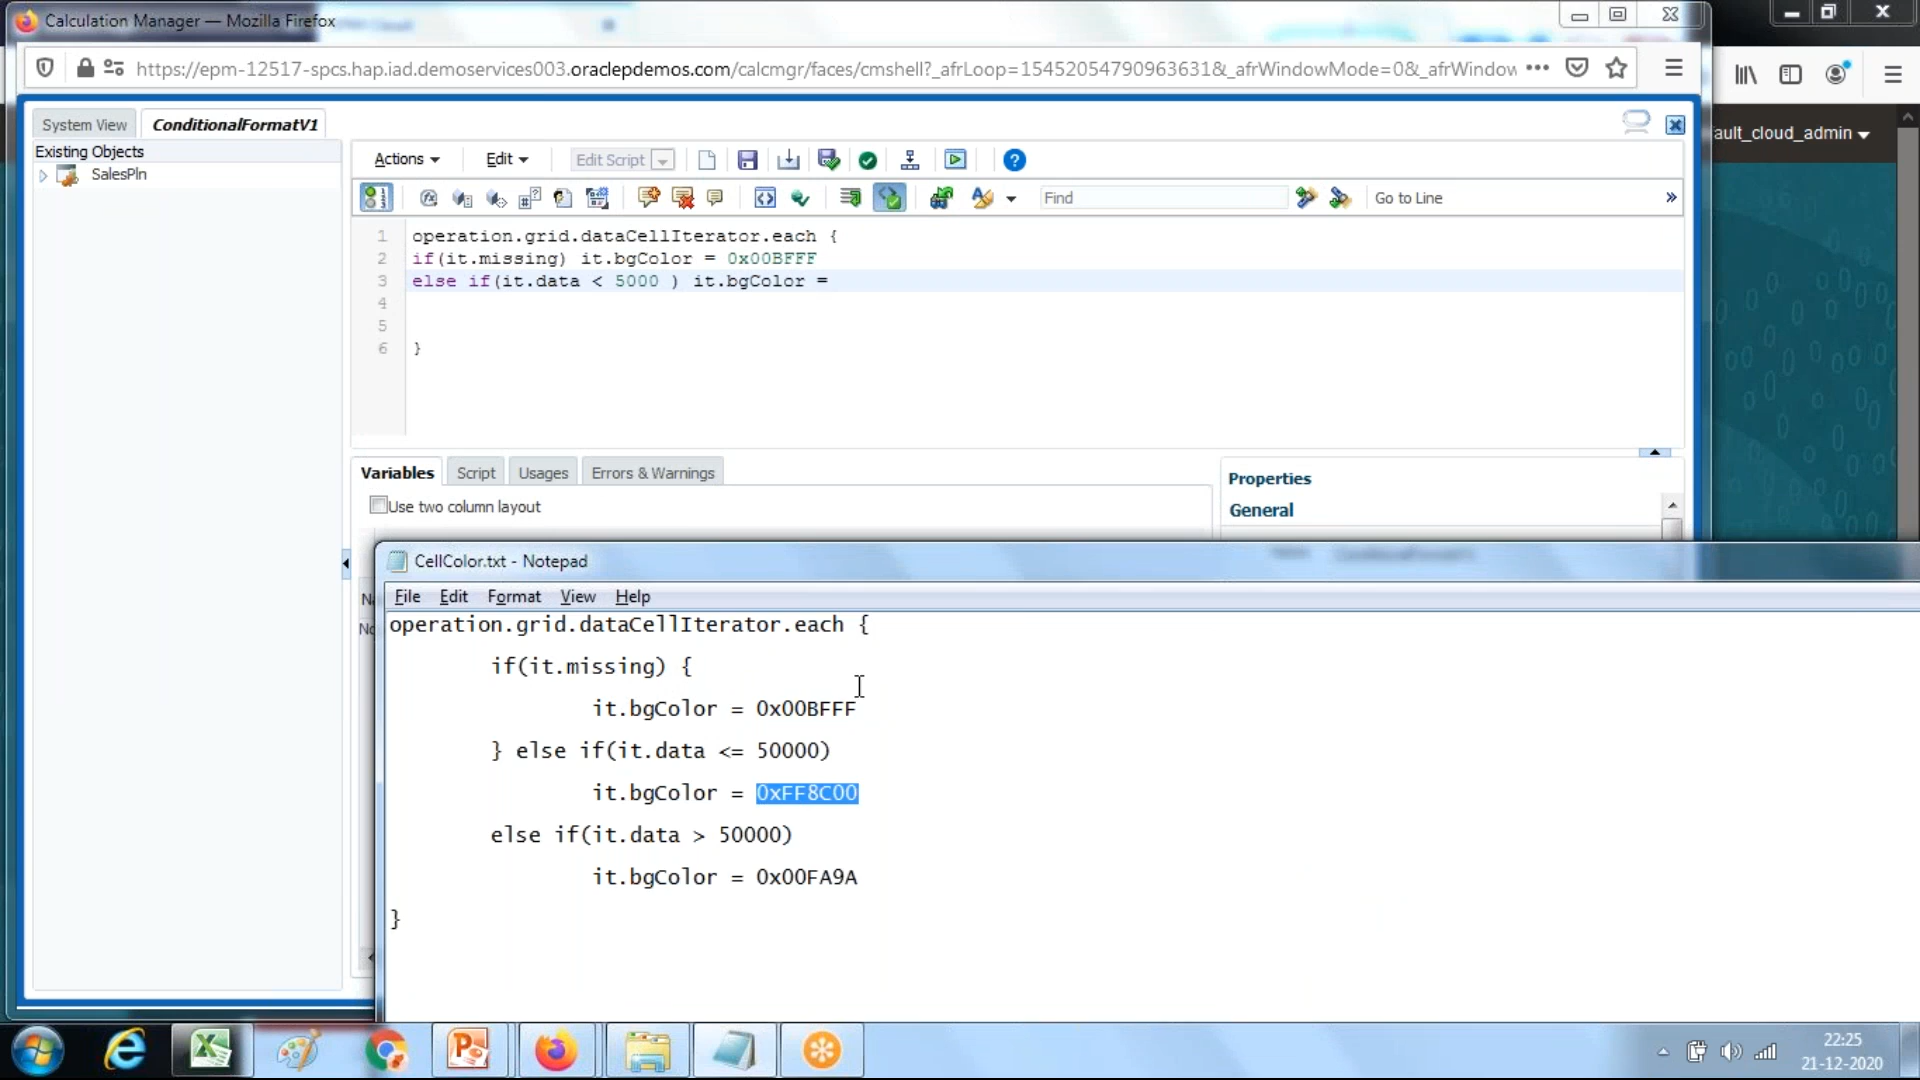 Calculation Manager — Mozilla Firefox
https://epm-12517-spcs.hap.iad.demoservices003.oraclepdemos.com/calcmgr/faces/cmshell?_afrLoop=15452054790963631&_afrWindowMode=0&_afrWindow
System View
ConditionalFormatV1
ault_cloud_admin
Existing Objects
SalesPln
Actions
Edit
Edit Script
Find
Go to Line
»
1 operation.grid.dataCellIterator.each {
2 if(it.missing) it.bgColor = 0x00BFFF
3 else if(it.data < 5000 ) it.bgColor =
4
5
6 }
Variables
Script
Usages
Errors & Warnings
Properties
Use two column layout
General
CellColor.txt - Notepad
File Edit Format View Help
operation.grid.dataCellIterator.each {
if(it.missing) {
it.bgColor = 0x00BFFF
} else if(it.data <= 50000)
it.bgColor = 0xFF8C00
else if(it.data > 50000)
it.bgColor = 0x00FA9A
}
22:25
21-12-2020